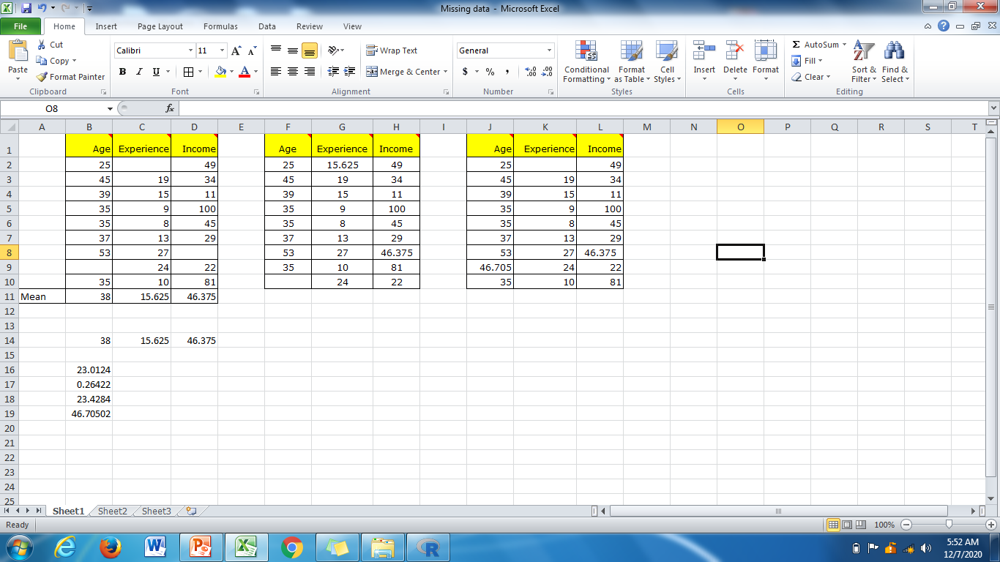 Missing data - Microsoft Excel
File Home Insert Page Layout Formulas Data Review View
Paste Cut Copy Format Painter Clipboard
Calibri 11 B I U A A A Font
Wrap Text Merge & Center Alignment
General $ % , .00 .0 .00 Number
Conditional Formatting Format as Table Cell Styles Styles
Insert Delete Format Cells
Σ AutoSum Fill Clear Sort & Filter Find & Select Editing
O8 fx
A B C D E F G H I J K L M N O P Q R S T
1 Age Experience Income Age Experience Income Age Experience Income
2 25 49 25 15.625 49 25 49
3 45 19 34 45 19 34 45 19 34
4 39 15 11 39 15 11 39 15 11
5 35 9 100 35 9 100 35 9 100
6 35 8 45 35 8 45 35 8 45
7 37 13 29 37 13 29 37 13 29
8 53 27 53 27 46.375 53 27 46.375
9 24 22 35 10 81 46.705 24 22
10 35 10 81 24 22 35 10 81
11 Mean 38 15.625 46.375
12
13
14 38 15.625 46.375
15
16 23.0124
17 0.26422
18 23.4284
19 46.70502
20
21
22
23
24
25
Sheet1 Sheet2 Sheet3
Ready 100%
5:52 AM
12/7/2020